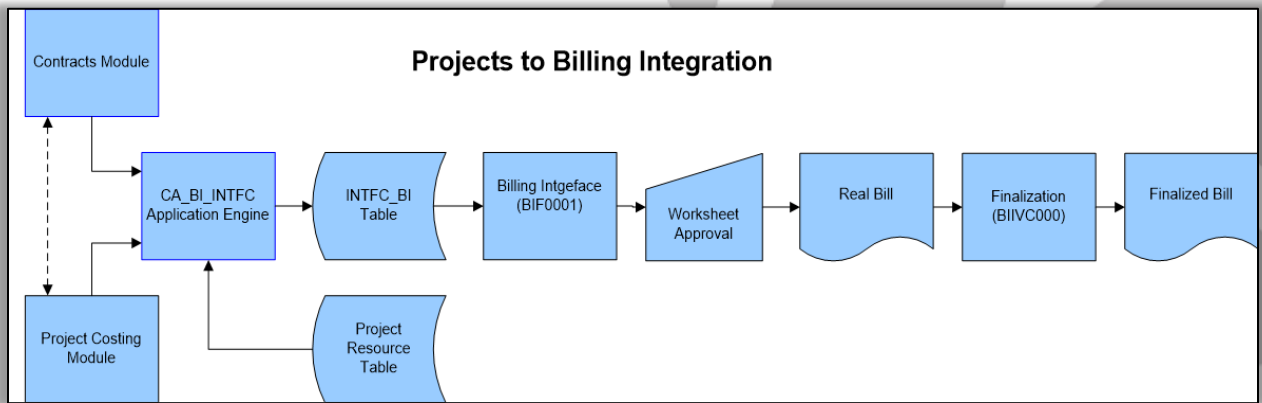 Contracts Module
Projects to Billing Integration
CA_BI_INTFC
Application Engine
INTFC_BI
Table
Billing Intgeface
(BIF0001)
Worksheet
Approval
Real Bill
Finalization
(BIIVC000)
Finalized Bill
Project Costing
Module
Project
Resource
Table